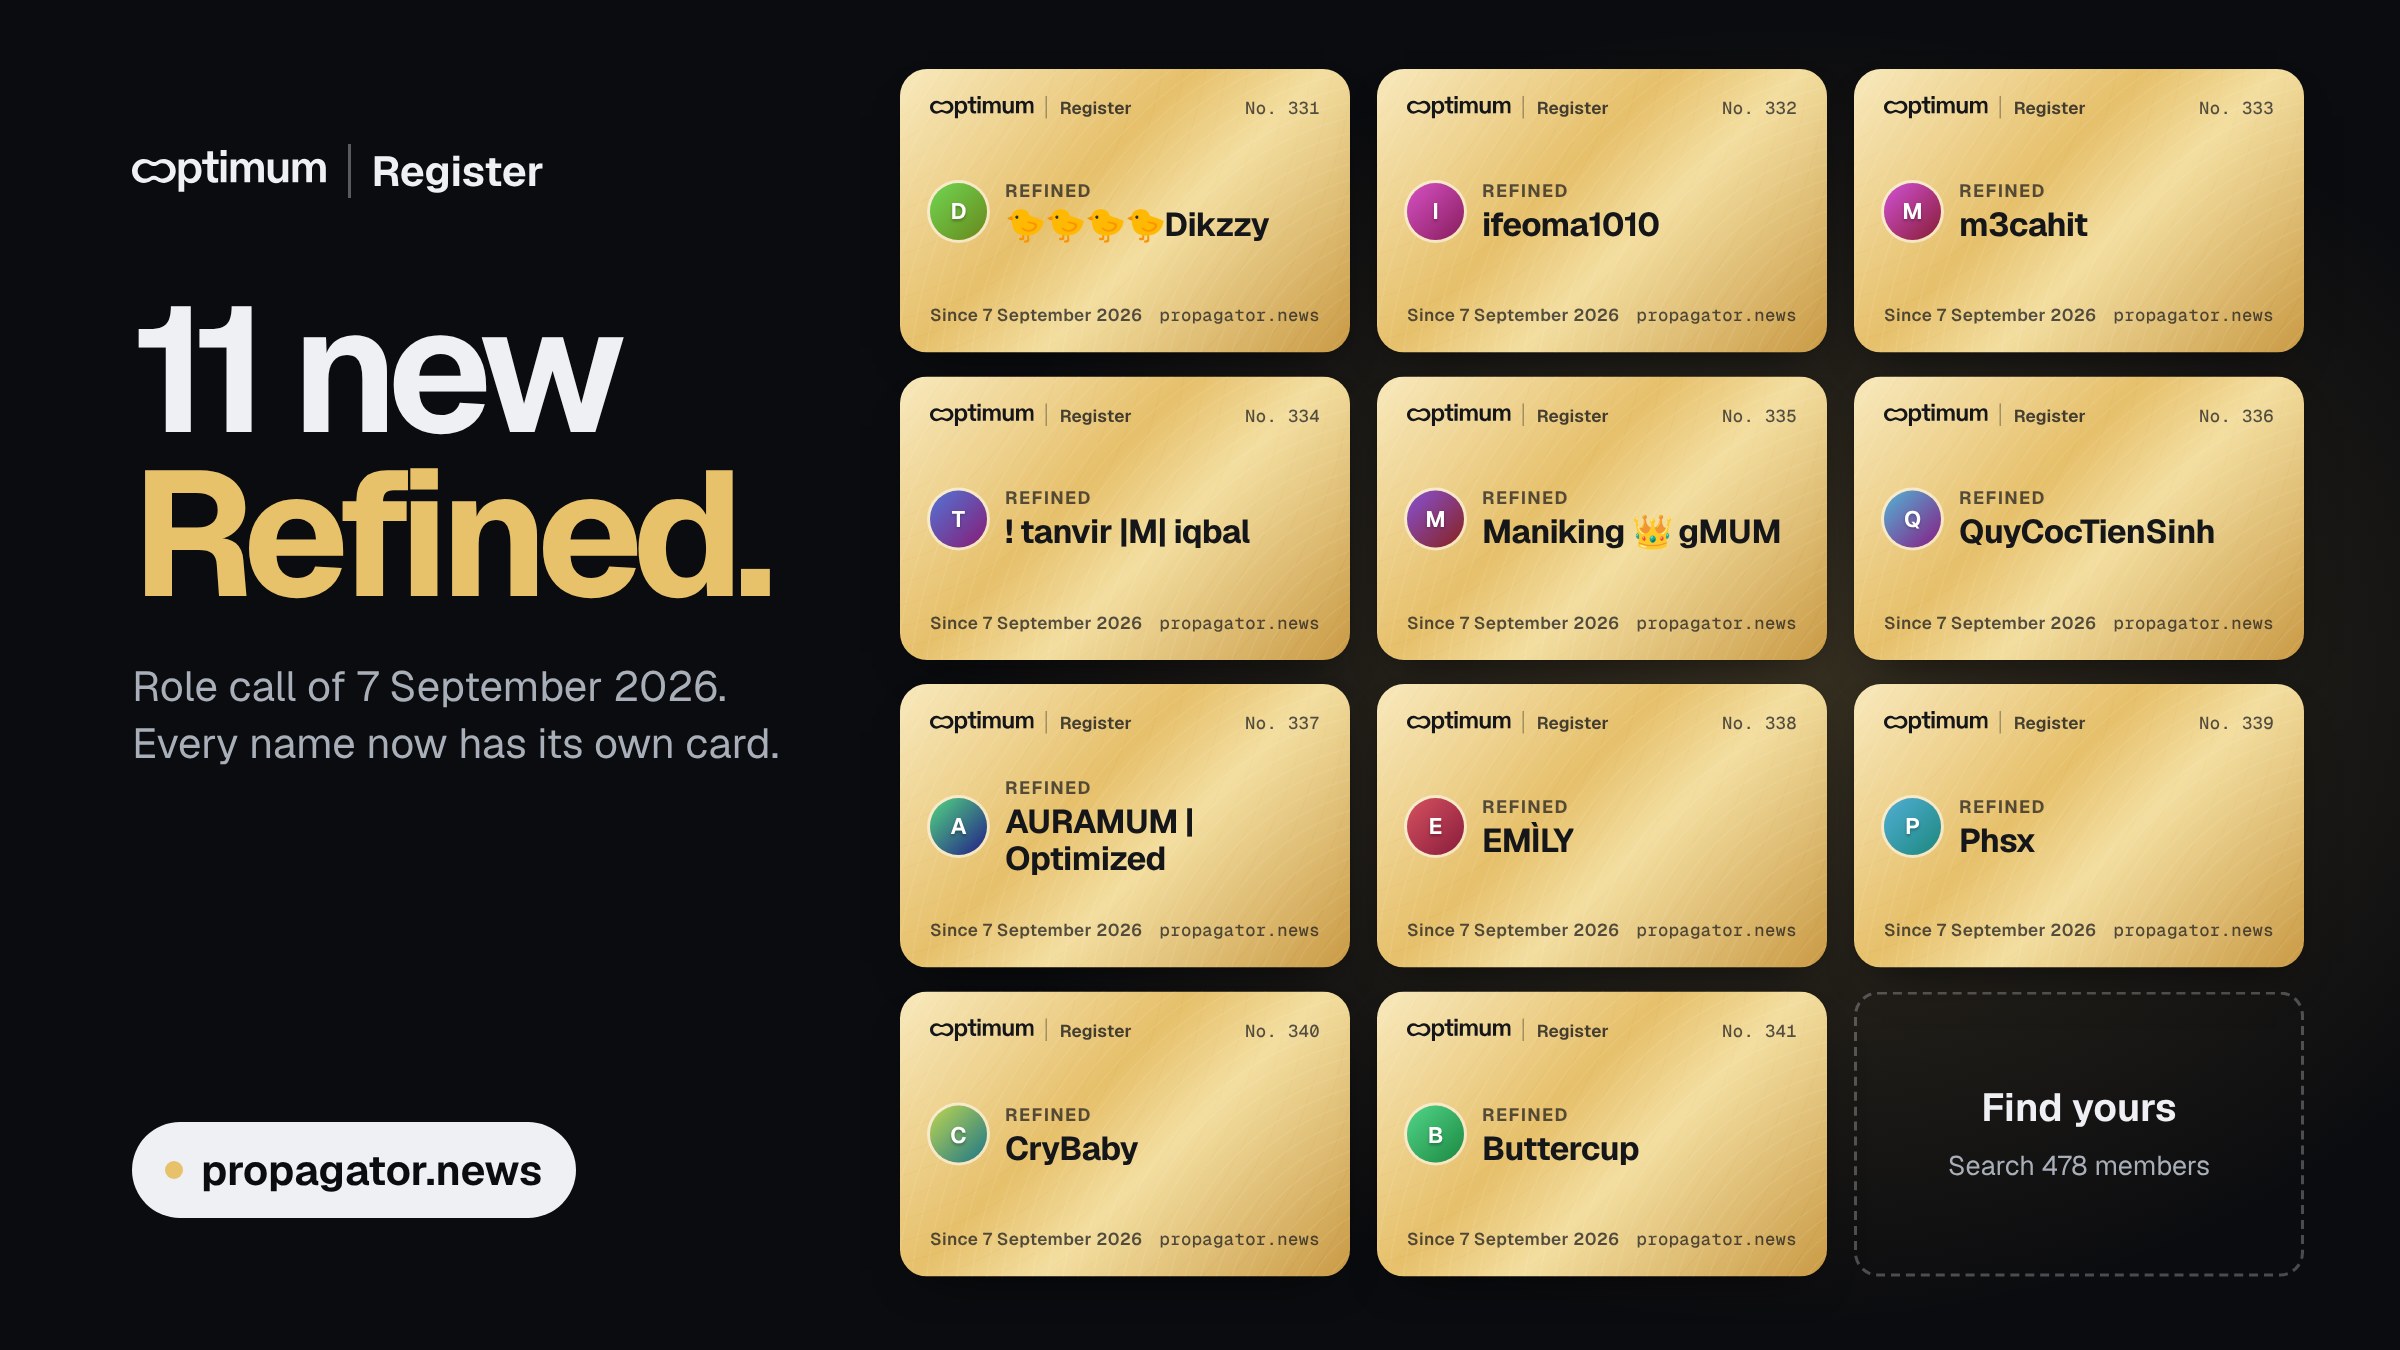 optimum | Register
11 new
Refined.
Role call of 7 September 2026.
Every name now has its own card.
propagator.news
optimum | Register No. 331
REFINED
🐤🐤🐤🐤Dikzzy
Since 7 September 2026 propagator.news
optimum | Register No. 332
REFINED
I
ifeoma1010
Since 7 September 2026 propagator.news
optimum | Register No. 333
REFINED
M
m3cahit
Since 7 September 2026 propagator.news
optimum | Register No. 334
REFINED
T
! tanvir |M| iqbal
Since 7 September 2026 propagator.news
optimum | Register No. 335
REFINED
M
Maniking 👑 gMUM
Since 7 September 2026 propagator.news
optimum | Register No. 336
REFINED
Q
QuyCocTienSinh
Since 7 September 2026 propagator.news
optimum | Register No. 337
REFINED
A
AURAMUM |
Optimized
Since 7 September 2026 propagator.news
optimum | Register No. 338
REFINED
E
EMÌLY
Since 7 September 2026 propagator.news
optimum | Register No. 339
REFINED
P
Phsx
Since 7 September 2026 propagator.news
optimum | Register No. 340
REFINED
C
CryBaby
Since 7 September 2026 propagator.news
optimum | Register No. 341
REFINED
B
Buttercup
Since 7 September 2026 propagator.news
Find yours
Search 478 members